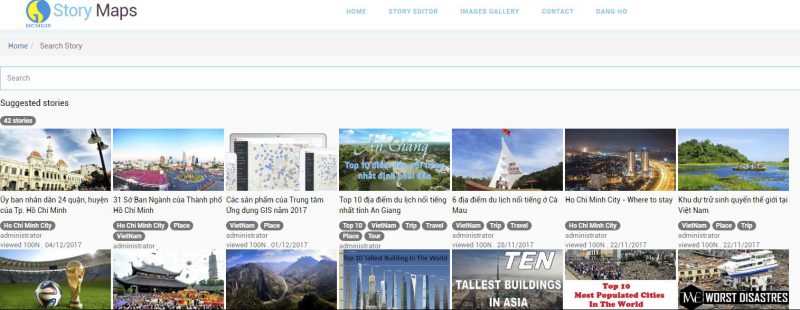 Story Maps
HCMGIS
HOME
STORY EDITOR
IMAGES GALLERY
CONTACT
DANG HO
Home / Search Story
Search
Suggested stories
42 stories
An Giang
Top 10 điểm đến nổi tiếng
nhất định phải đến
Ủy ban nhân dân 24 quận, huyện
của Tp. Hồ Chí Minh
Ho Chi Minh City
administrator
viewed 100N . 04/12/2017
31 Sở Ban Ngành của Thành phố
Hồ Chí Minh
Ho Chi Minh City Place
VietNam
administrator
Các sản phẩm của Trung tâm
Ứng dụng GIS năm 2017
VietNam Place
administrator
viewed 100N . 01/12/2017
Top 10 địa điểm du lịch nổi tiếng
nhất tỉnh An Giang
Top 10 VietNam Trip
Place Tour
administrator
6 địa điểm du lịch nổi tiếng ở Cà
Mau
VietNam Trip Travel
administrator
viewed 100N . 28/11/2017
Ho Chi Minh City - Where to stay
Ho Chi Minh City Place
VietNam
administrator
viewed 100N . 22/11/2017
Khu dự trữ sinh quyển thế giới tại
Việt Nam
VietNam Place Trip
administrator
viewed 100N . 22/11/2017
Top 10 Tallest Building In The World
TEN
TALLEST BUILDINGS
IN ASIA
Top 10
Most Populated Cities
In The World
WORST DISASTRES